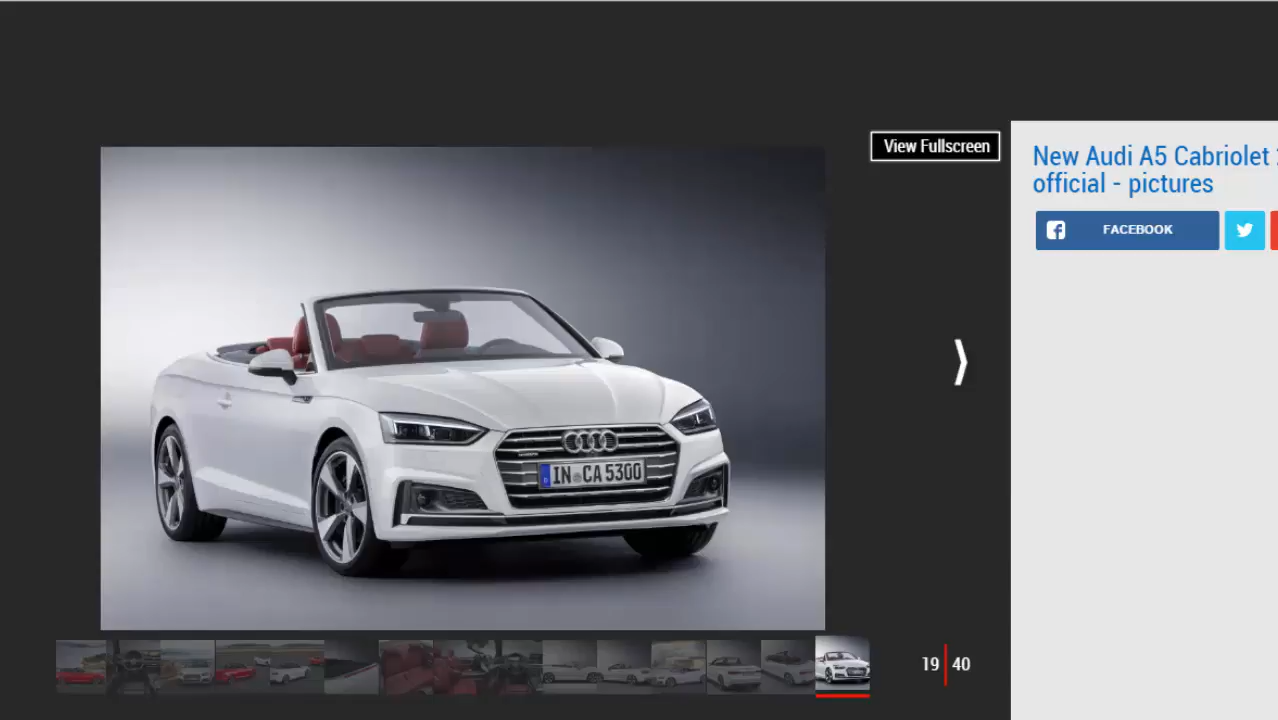 View Fullscreen
New Audi A5 Cabriolet
official - pictures
FACEBOOK
IN CA 5300
19 40